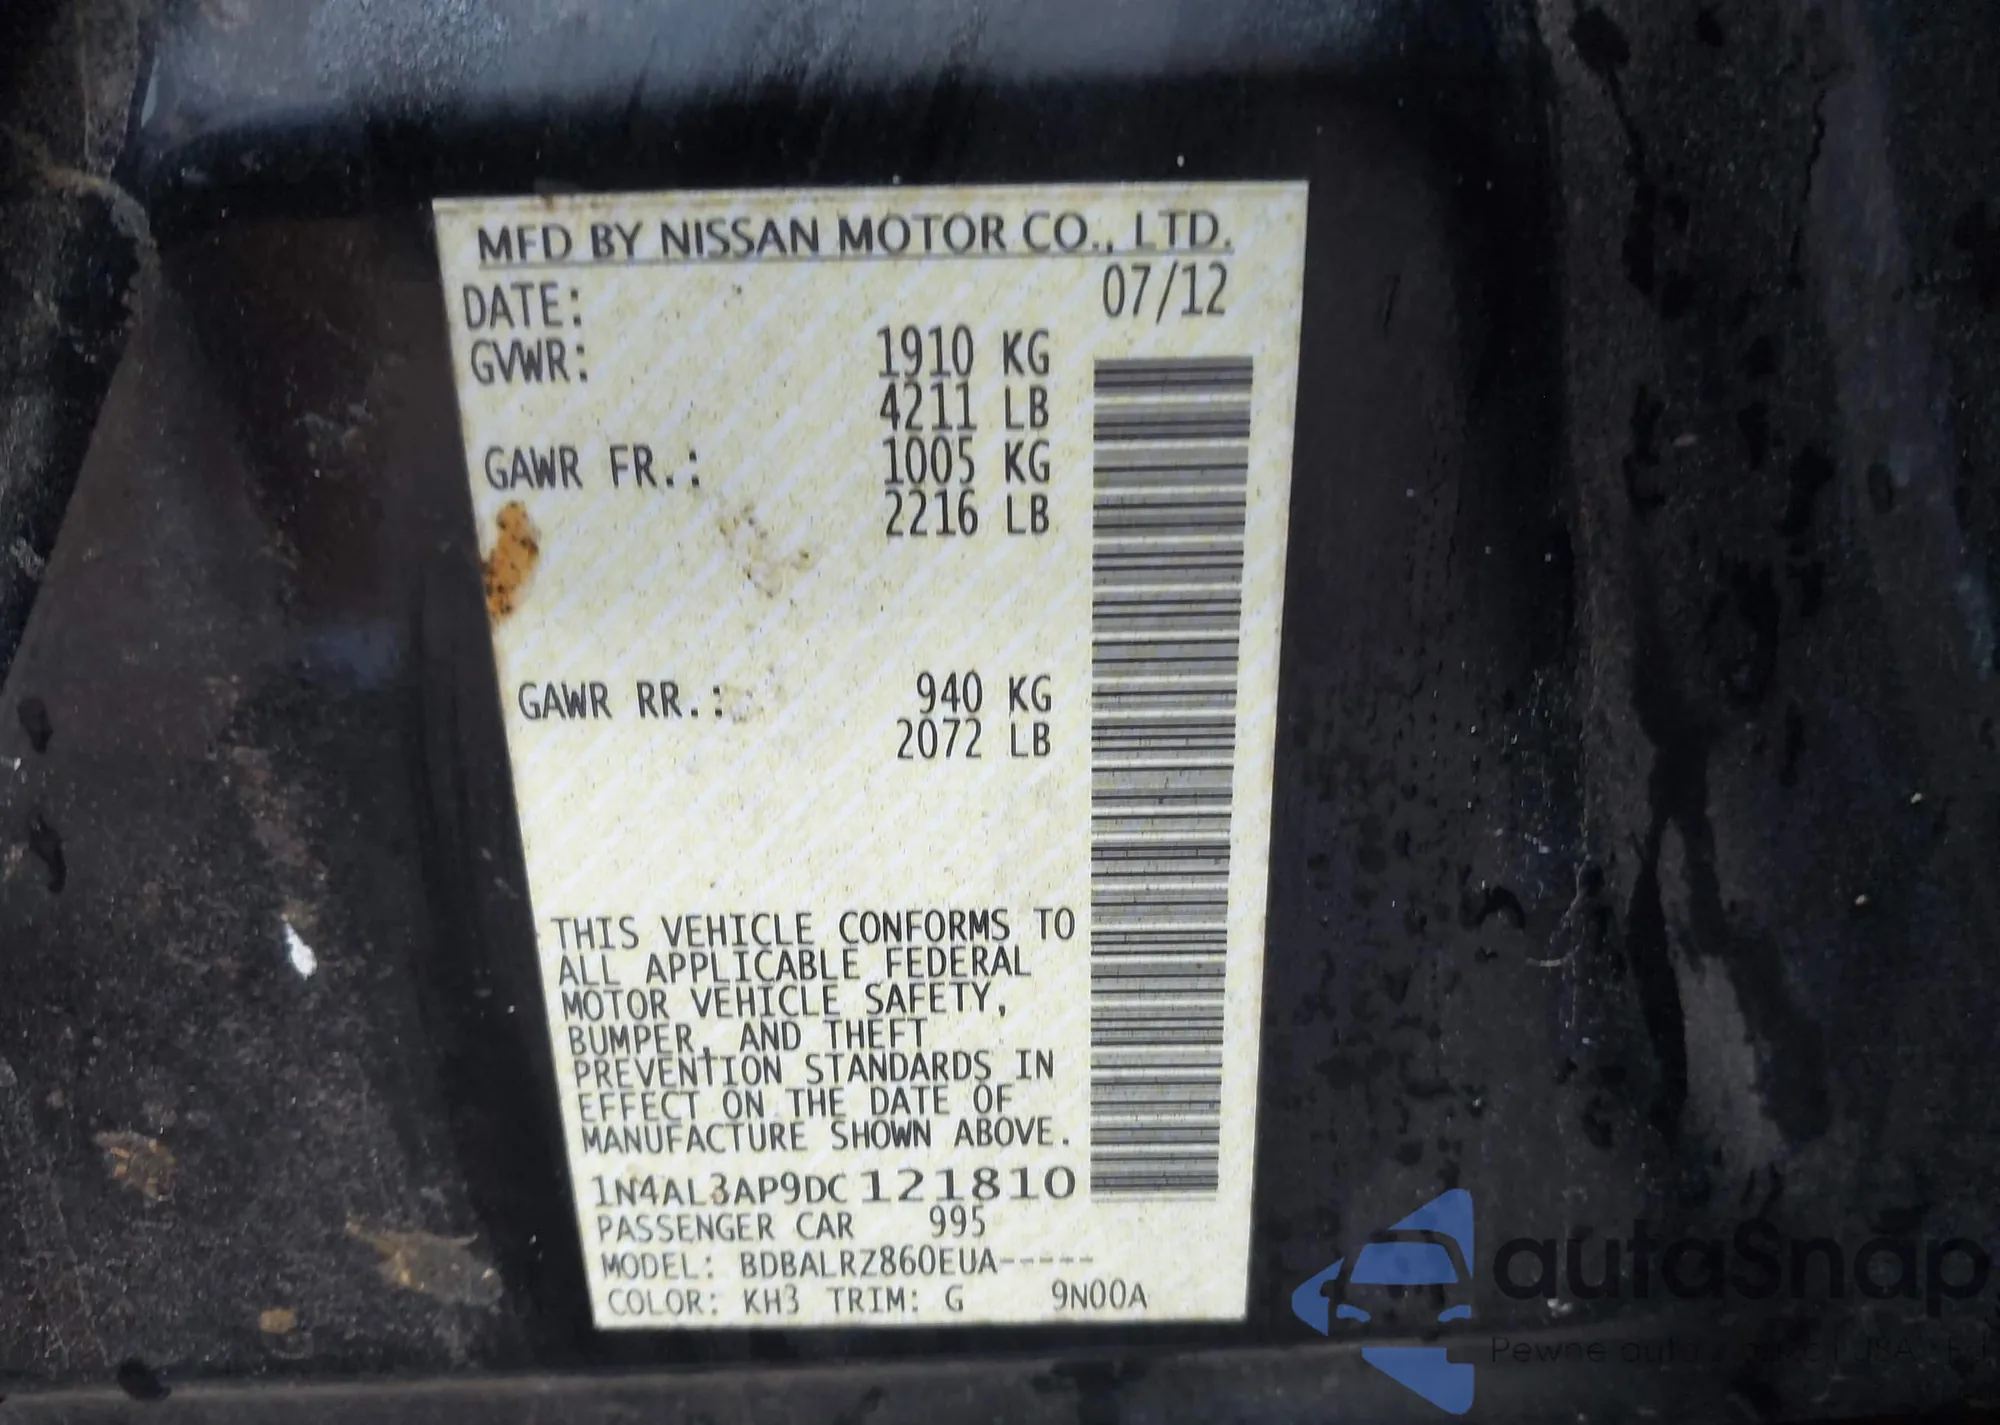 MFD BY NISSAN MOTOR CO., LTD.
DATE: 07/12
GVWR: 1910 KG
4211 LB
GAWR FR.: 1005 KG
2216 LB
GAWR RR.: 940 KG
2072 LB
THIS VEHICLE CONFORMS TO
ALL APPLICABLE FEDERAL
MOTOR VEHICLE SAFETY,
BUMPER, AND THEFT
PREVENTION STANDARDS IN
EFFECT ON THE DATE OF
MANUFACTURE SHOWN ABOVE.
1N4AL3AP9DC121810
PASSENGER CAR 995
MODEL: BDBALRZ860EUA-----
COLOR: KH3 TRIM: G 9N00A
autaSnap
Pewne auta